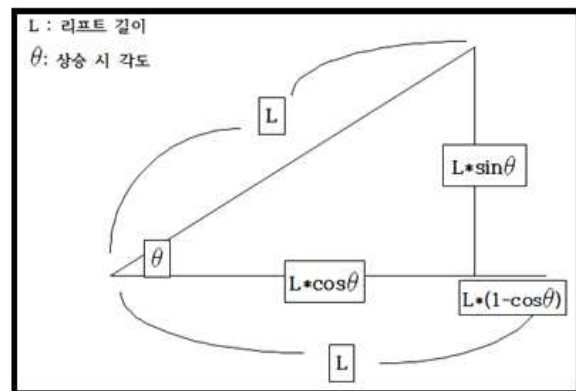 L : 리프트 길이
θ: 상승 시 각도
L
L*sinθ
θ
L*cosθ
L*(1-cosθ)
L